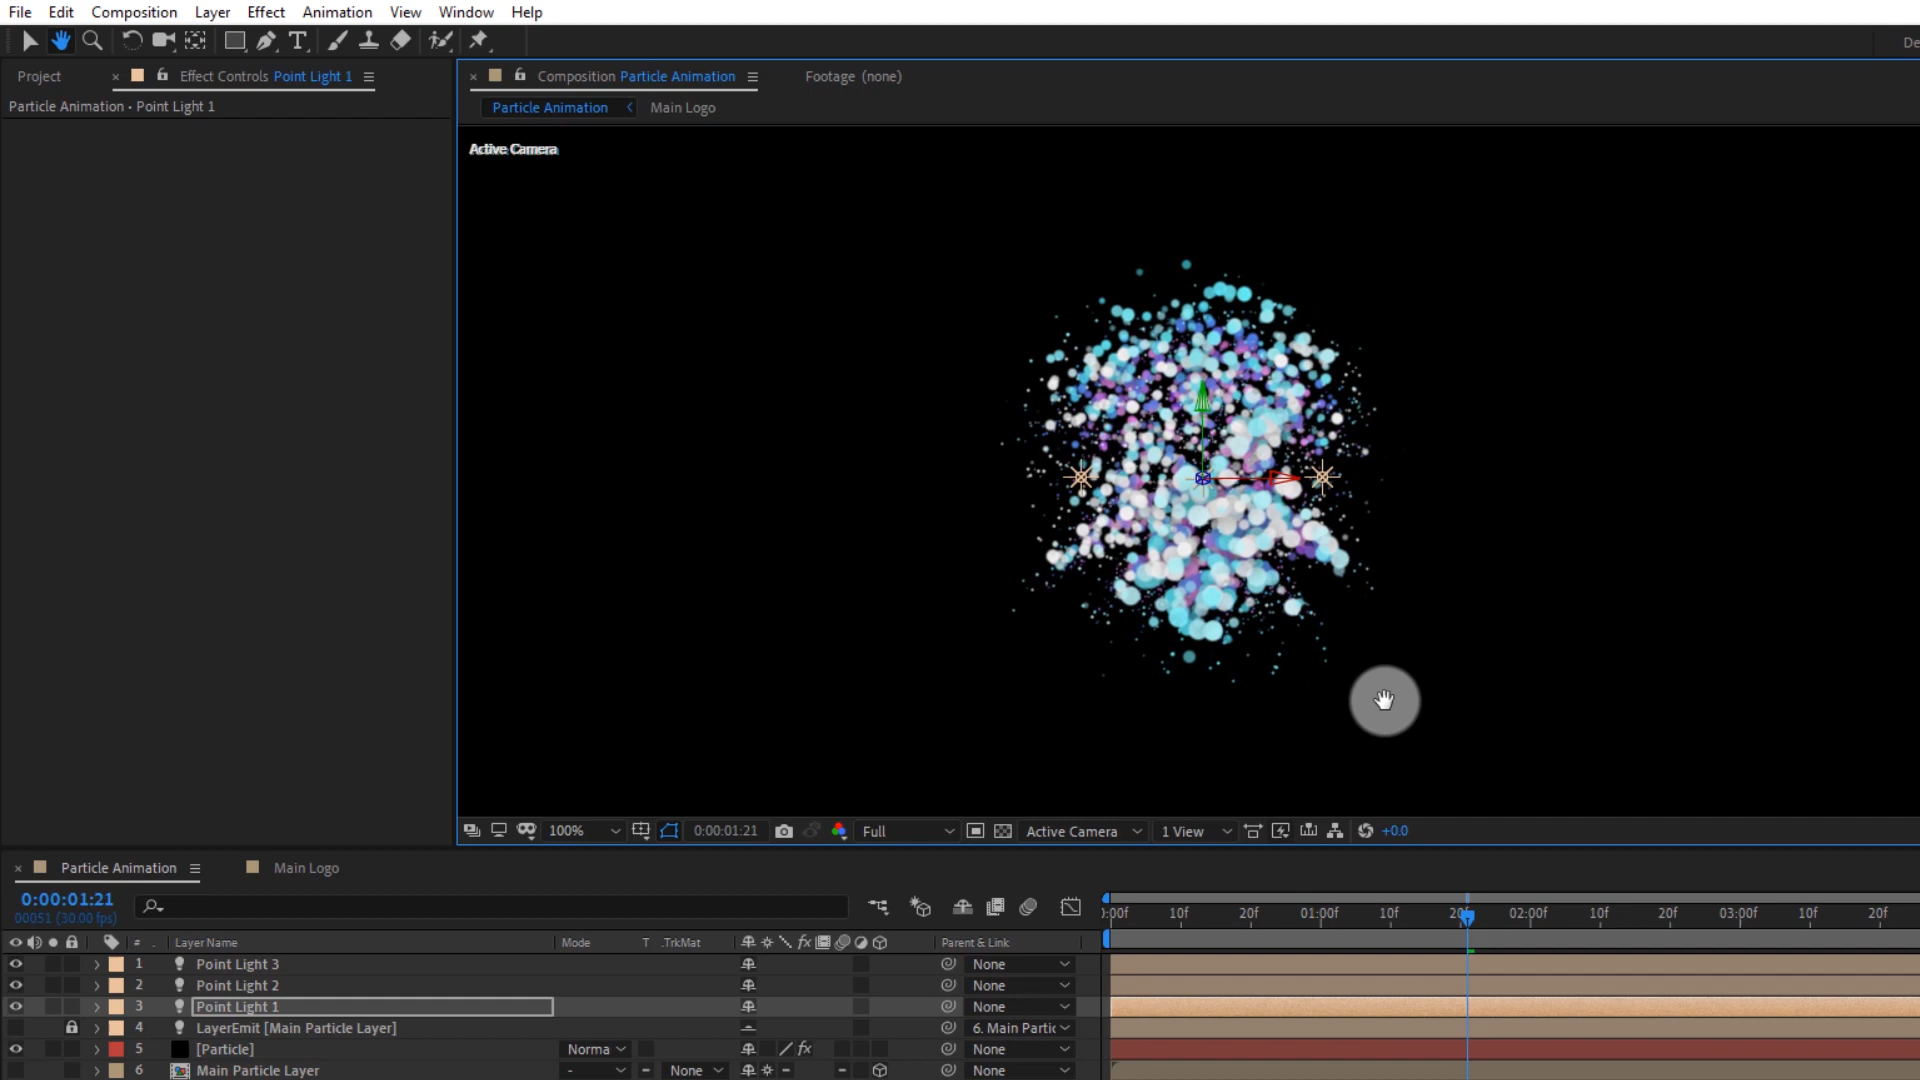 File Edit Composition Layer Effect Animation View Window Help
De
Project × Effect Controls Point Light 1
× Composition Particle Animation Footage (none)
Particle Animation • Point Light 1
Particle Animation < Main Logo
Active Camera
100% 0:00:01:21 Full Active Camera 1 View +0.0
× Particle Animation Main Logo
0:00:01:21
00051 (30.00 fps)
:00f 10f 20f 01:00f 10f 20f 02:00f 10f 20f 03:00f 10f 20f
# . Layer Name Mode T .TrkMat fx Parent & Link
1 Point Light 3 None
2 Point Light 2 None
3 Point Light 1 None
4 LayerEmit [Main Particle Layer] 6. Main Partic
5 [Particle] Norma fx None
6 Main Particle Layer - None None